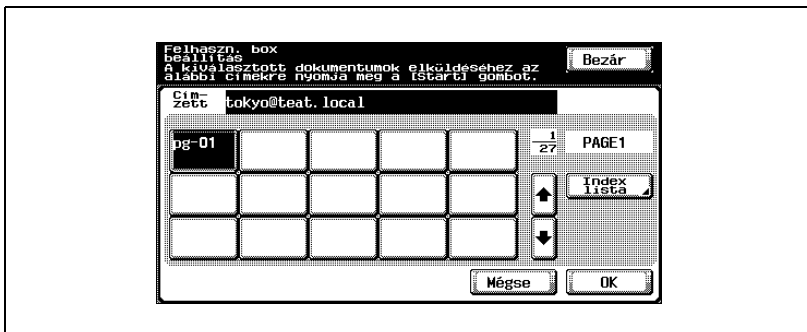 Felhaszn. box
beállítás
A kiválasztott dokumentumok elküldéséhez az
alábbi címekre nyomja meg a [Start] gombot.
Bezár
Cím-
zett
tokyo@teat.local
pg-01
1
27
PAGE1
Index
lista
Mégse
OK